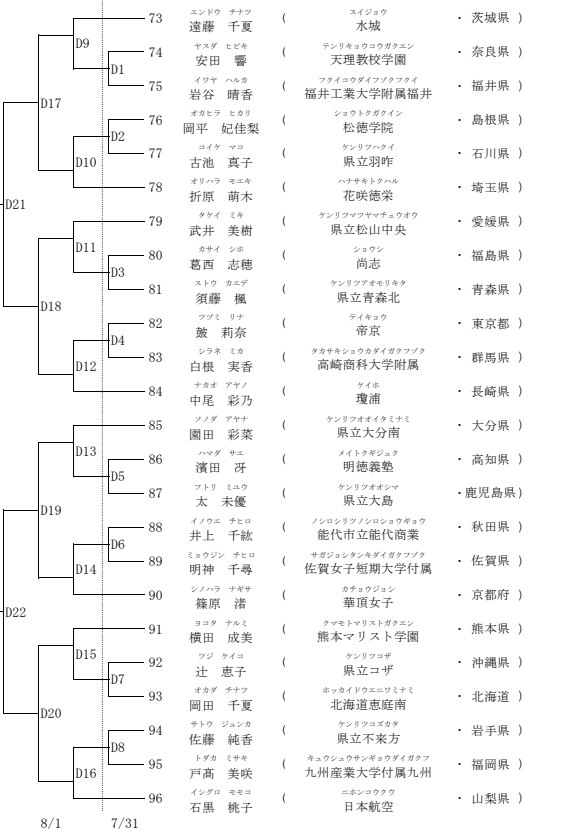 エンドウ チナツ スイジョウ
D9 73 遠藤 千夏 ( 水城 ・ 茨城県 )
ヤスダ ヒビキ テンリキョウコウガクエン
74 安田 響 ( 天理教校学園 ・ 奈良県 )
D1
イワヤ ハルカ フクイコウダイフゾクフクイ
75 岩谷 晴香 ( 福井工業大学附属福井 ・ 福井県 )
D17
オカヒラ ヒカリ ショウトクガクイン
76 岡平 妃佳梨 ( 松徳学院 ・ 島根県 )
D2
コイケ マコ ケンリツハクイ
D10 77 古池 真子 ( 県立羽咋 ・ 石川県 )
オリハラ モエキ ハナサキトクハル
78 折原 萌木 ( 花咲徳栄 ・ 埼玉県 )
D21
タケイ ミキ ケンリツマツヤマチュウオウ
79 武井 美樹 ( 県立松山中央 ・ 愛媛県 )
D11
カサイ シホ ショウシ
80 葛西 志穂 ( 尚志 ・ 福島県 )
D3
ストウ カエデ ケンリツアオモリキタ
81 須藤 楓 ( 県立青森北 ・ 青森県 )
D18
ツヅミ リナ テイキョウ
82 皷 莉奈 ( 帝京 ・ 東京都 )
D4
シラネ ミカ タカサキショウカダイガクフゾク
D12 83 白根 実香 ( 高崎商科大学附属 ・ 群馬県 )
ナカオ アヤノ ケイホ
84 中尾 彩乃 ( 瓊浦 ・ 長崎県 )
ソノダ アヤナ ケンリツオオイタミナミ
85 園田 彩菜 ( 県立大分南 ・ 大分県 )
D13
ハマダ サエ メイトクギジュク
86 濱田 冴 ( 明徳義塾 ・ 高知県 )
D5
フトリ ミユウ ケンリツオオシマ
87 太 未優 ( 県立大島 ・鹿児島県)
D19
イノウエ チヒロ ノシロシリツノシロショウギョウ
88 井上 千紘 ( 能代市立能代商業 ・ 秋田県 )
D6
ミョウジン チヒロ サガジョシタンキダイガクフゾク
D14 89 明神 千尋 ( 佐賀女子短期大学付属 ・ 佐賀県 )
シノハラ ナギサ カチョウジョシ
90 篠原 渚 ( 華頂女子 ・ 京都府 )
D22
ヨコタ ナルミ クマモトマリストガクエン
91 横田 成美 ( 熊本マリスト学園 ・ 熊本県 )
D15
ツジ ケイコ ケンリツコザ
92 辻 恵子 ( 県立コザ ・ 沖縄県 )
D7
オカダ チナツ ホッカイドウエニワミナミ
93 岡田 千夏 ( 北海道恵庭南 ・ 北海道 )
D20
サトウ ジュンカ ケンリツコズカタ
94 佐藤 純香 ( 県立不来方 ・ 岩手県 )
D8
トダカ ミサキ キュウシュウサンギョウダイガクフ
D16 95 戸髙 美咲 ( 九州産業大学付属九州 ・ 福岡県 )
イシグロ モモコ ニホンコウクウ
96 石黒 桃子 ( 日本航空 ・ 山梨県 )
8/1 7/31